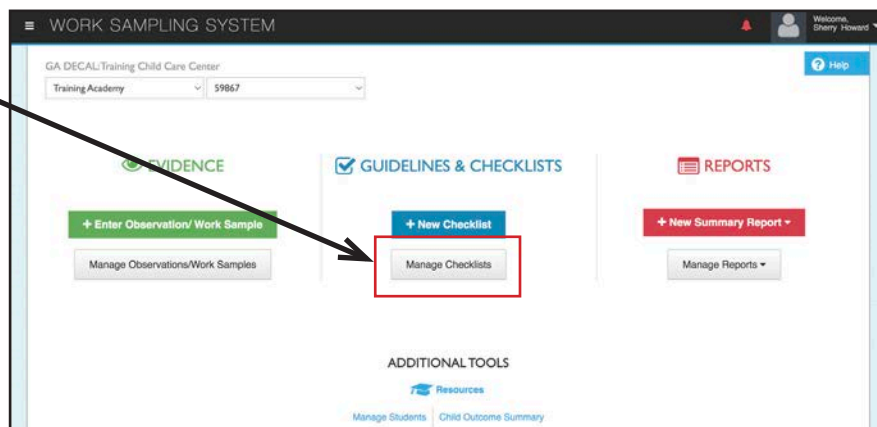 WORK SAMPLING SYSTEM
Welcome,
Sherry Howard
GA DECAL:Training Child Care Center
Help
Training Academy 59867
EVIDENCE GUIDELINES & CHECKLISTS REPORTS
+ Enter Observation/ Work Sample + New Checklist + New Summary Report
Manage Observations/Work Samples Manage Checklists Manage Reports
ADDITIONAL TOOLS
Resources
Manage Students Child Outcome Summary